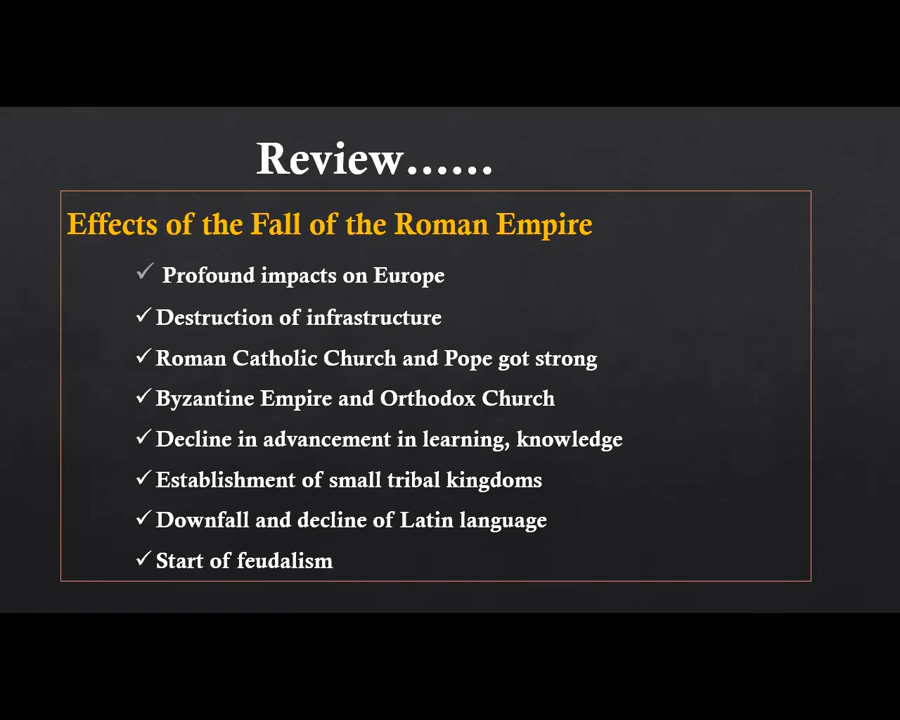 Review......
Effects of the Fall of the Roman Empire
✓ Profound impacts on Europe
✓ Destruction of infrastructure
✓ Roman Catholic Church and Pope got strong
✓ Byzantine Empire and Orthodox Church
✓ Decline in advancement in learning, knowledge
✓ Establishment of small tribal kingdoms
✓ Downfall and decline of Latin language
✓ Start of feudalism